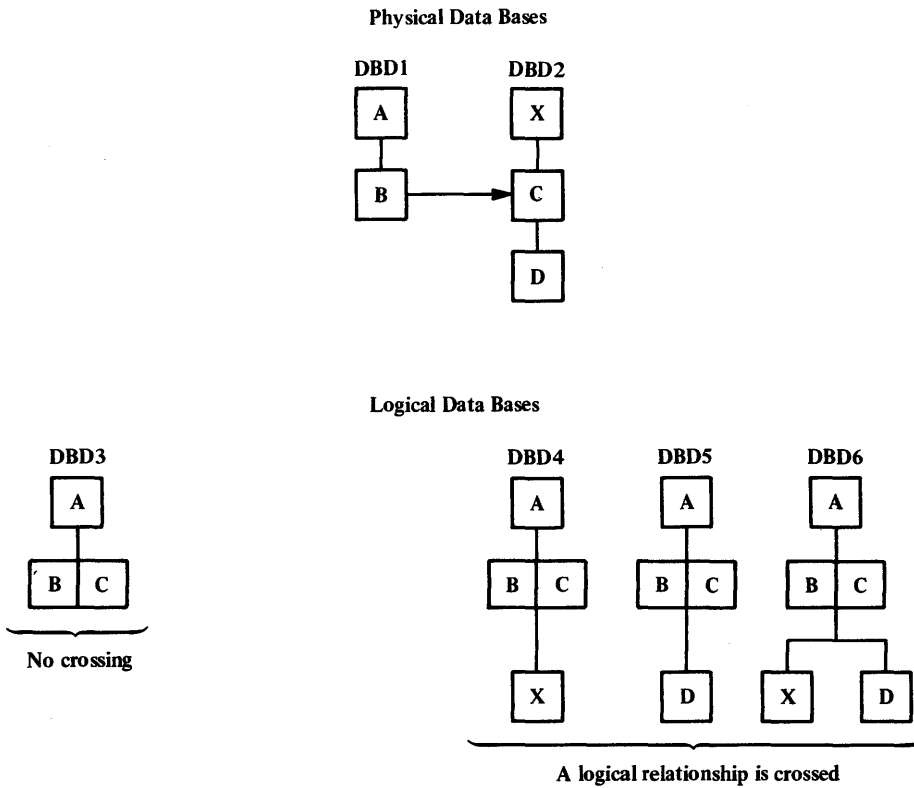 Physical Data Bases
DBD1 DBD2
A X
B C
D
Logical Data Bases
DBD3 DBD4 DBD5 DBD6
A A A A
B C B C B C B C
No crossing
X D X D
A logical relationship is crossed